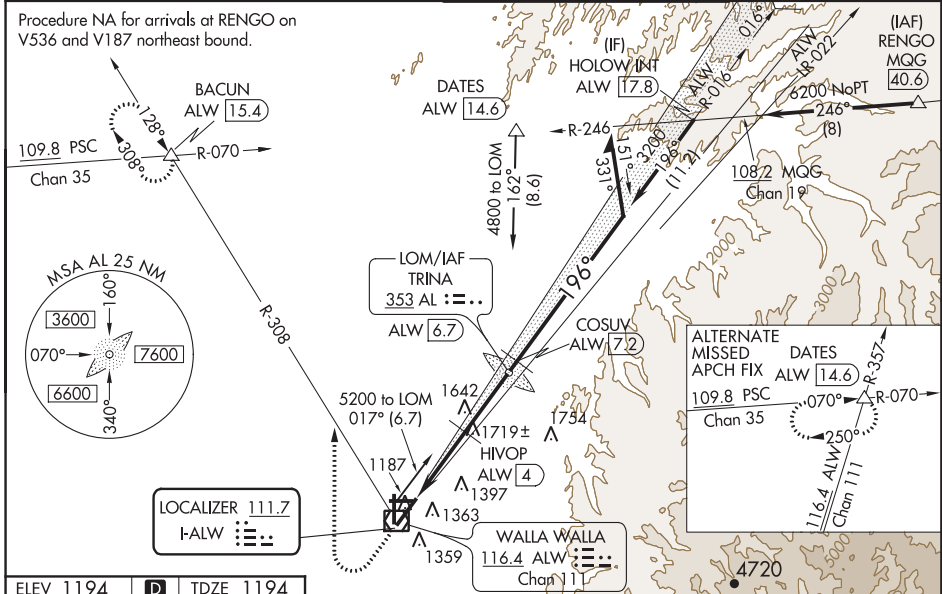 Procedure NA for arrivals at RENGO on
V536 and V187 northeast bound.
BACUN
ALW 15.4
128°
308°
109.8 PSC
Chan 35
R-070
DATES
ALW 14.6
(IF)
HOLOW INT
ALW 17.8
016°
ALW
R-016
ALW
LR-022
(IAF)
RENGO
MQG
40.6
6200 NoPT
246°
(8)
R-246
108.2 MQG
Chan 19
151°
331°
3200
196°
(11.2)
4800 to LOM
162°
(8.6)
MSA AL 25 NM
160°
3600
070°
7600
6600
340°
R-308
LOM/IAF
TRINA
353 AL
ALW 6.7
196°
COSUV
ALW 7.2
2000
3000
5200 to LOM
017° (6.7)
1642
1719±
1754
HIVOP
ALW 4
1187
1397
1363
1359
LOCALIZER 111.7
I-ALW
WALLA WALLA
116.4 ALW
Chan 111
ALTERNATE
MISSED
APCH FIX
DATES
ALW 14.6
R-357
109.8 PSC
Chan 35
070°
R-070
250°
116.4 ALW
Chan 111
4720
ELEV 1194 D TDZE 1194